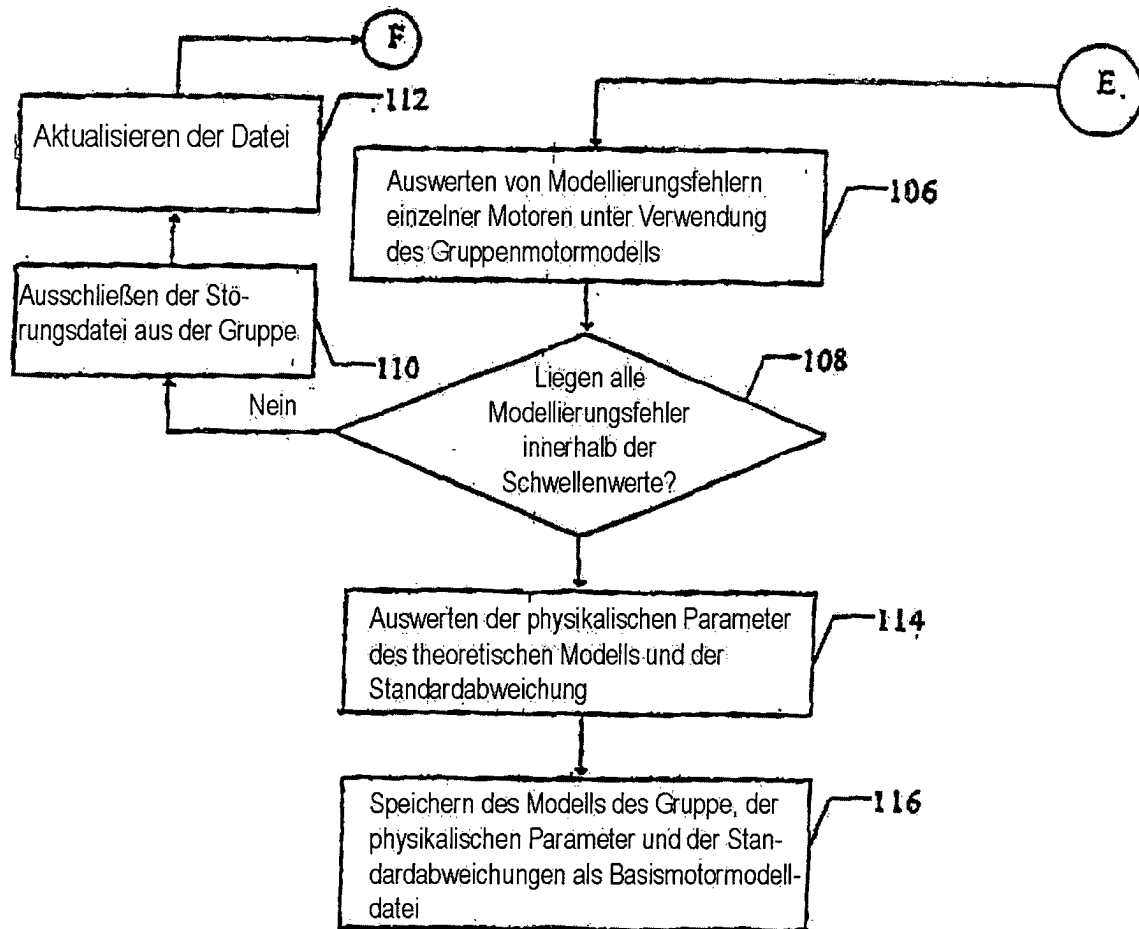 F
E.
112
Aktualisieren der Datei
Auswerten von Modellierungsfehlern
einzelner Motoren unter Verwendung
des Gruppenmotormodells
106
Ausschließen der Stö-
rungsdatei aus der Gruppe
110
Nein
108
Liegen alle
Modellierungsfehler
innerhalb der
Schwellenwerte?
Auswerten der physikalischen Parameter
des theoretischen Modells und der
Standardabweichung
114
Speichern des Modells des Gruppe, der
physikalischen Parameter und der Stan-
dardabweichungen als Basismotormodell-
datei
116